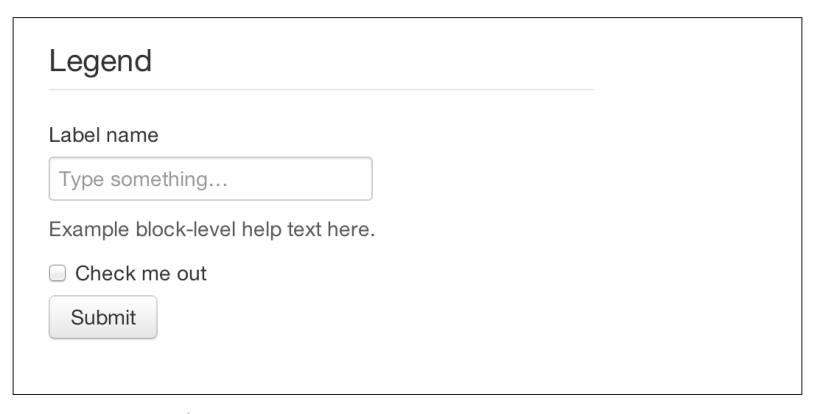 Legend
Label name
Type something…
Example block-level help text here.
Check me out
Submit